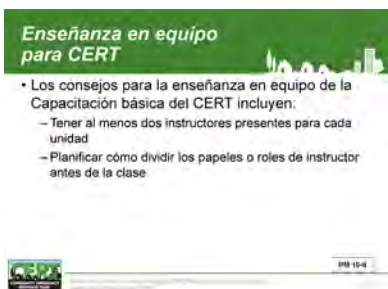 Enseñanza en equipo
para CERT
• Los consejos para la enseñanza en equipo de la
Capacitación básica del CERT incluyen:
– Tener al menos dos instructores presentes para cada
unidad
– Planificar cómo dividir los papeles o roles de instructor
antes de la clase
CERT